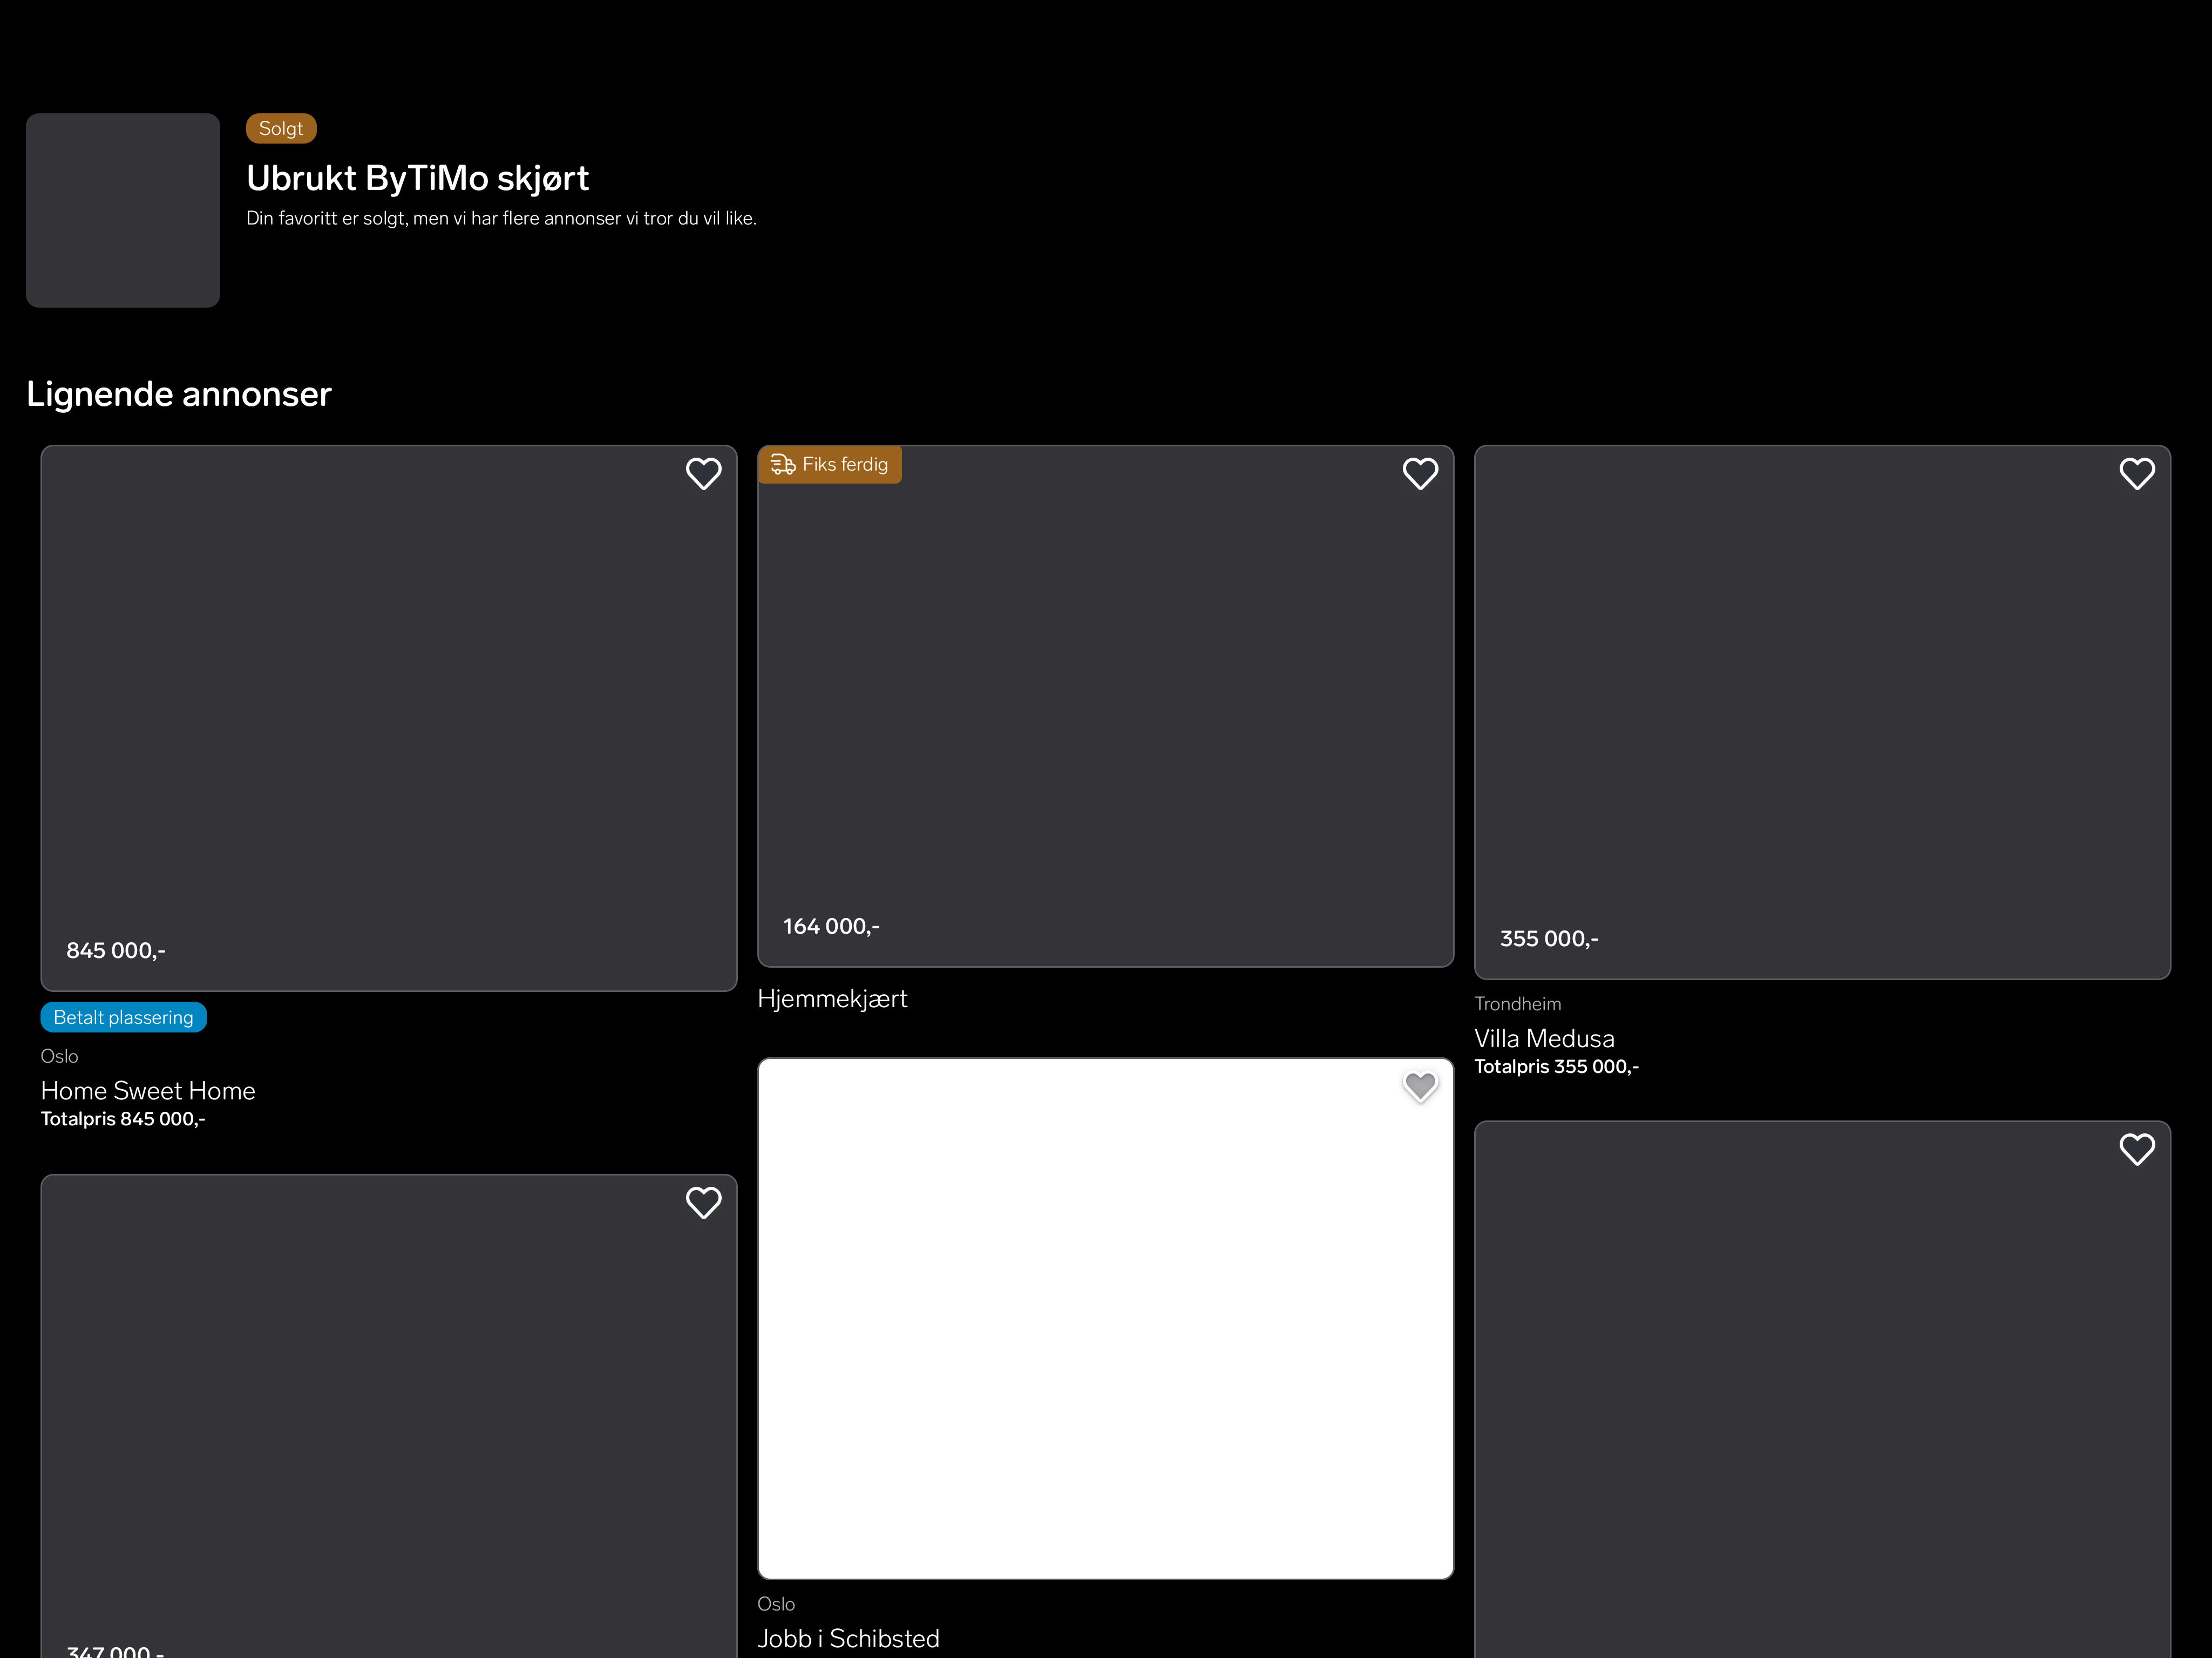 Solgt
Ubrukt ByTiMo skjørt
Din favoritt er solgt, men vi har flere annonser vi tror du vil like.
Lignende annonser
845 000,-
Betalt plassering
Oslo
Home Sweet Home
Totalpris 845 000,-
347 000,-
Fiks ferdig
164 000,-
Hjemmekjært
Oslo
Jobb i Schibsted
355 000,-
Trondheim
Villa Medusa
Totalpris 355 000,-